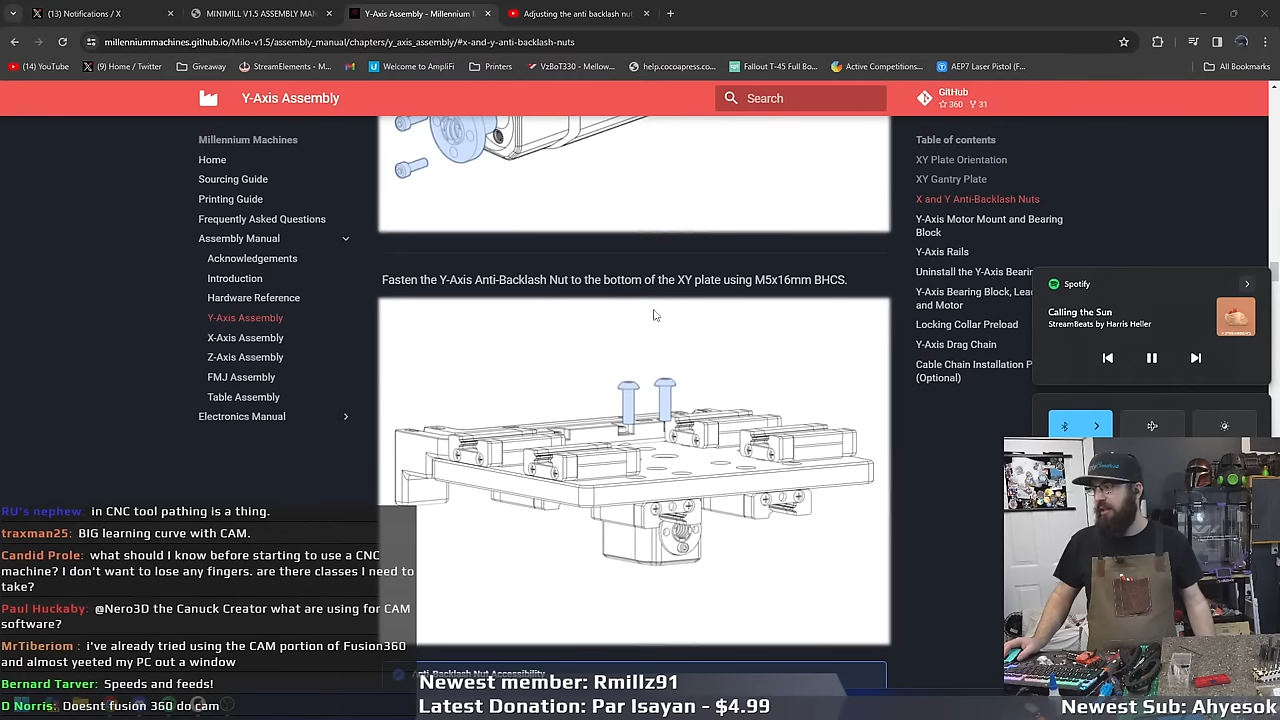 (13) Notifications / X
MINIMILL V1.5 ASSEMBLY MAN
Y-Axis Assembly - Millennium
Adjusting the anti backlash nut
millenniummachines.github.io/Milo-v1.5/assembly_manual/chapters/y_axis_assembly/#x-and-y-anti-backlash-nuts
(14) YouTube
(9) Home / Twitter
Giveaway
StreamElements - M...
Welcome to AmpliFi
Printers
VzBoT330 - Mellow...
help.cocoapress.co...
Fallout T-45 Full Bo...
Active Competitions...
AEP7 Laser Pistol (F...
All Bookmarks
Y-Axis Assembly
Search
GitHub
360 31
Millennium Machines
Home
Sourcing Guide
Printing Guide
Frequently Asked Questions
Assembly Manual
Acknowledgements
Introduction
Hardware Reference
Y-Axis Assembly
X-Axis Assembly
Z-Axis Assembly
FMJ Assembly
Table Assembly
Electronics Manual
Fasten the Y-Axis Anti-Backlash Nut to the bottom of the XY plate using M5x16mm BHCS.
Anti-Backlash Nut Accessibility
Table of contents
XY Plate Orientation
XY Gantry Plate
X and Y Anti-Backlash Nuts
Y-Axis Motor Mount and Bearing
Block
Y-Axis Rails
Uninstall the Y-Axis Bearin
Y-Axis Bearing Block, Lea
and Motor
Locking Collar Preload
Y-Axis Drag Chain
Cable Chain Installation P
(Optional)
Spotify
Calling the Sun
StreamBeats by Harris Heller
RU's nephew: in CNC tool pathing is a thing.
traxman25: BIG learning curve with CAM.
Candid Prole: what should I know before starting to use a CNC
machine? I don't want to lose any fingers. are there classes I need to
take?
Paul Huckaby: @Nero3D the Canuck Creator what are using for CAM
software?
MrTiberiom : i've already tried using the CAM portion of Fusion360
and almost yeeted my PC out a window
Bernard Tarver: Speeds and feeds!
D Norris: Doesnt fusion 360 do cam
Newest member: Rmillz91
Latest Donation: Par Isayan - $4.99
Newest Sub: Ahyesok